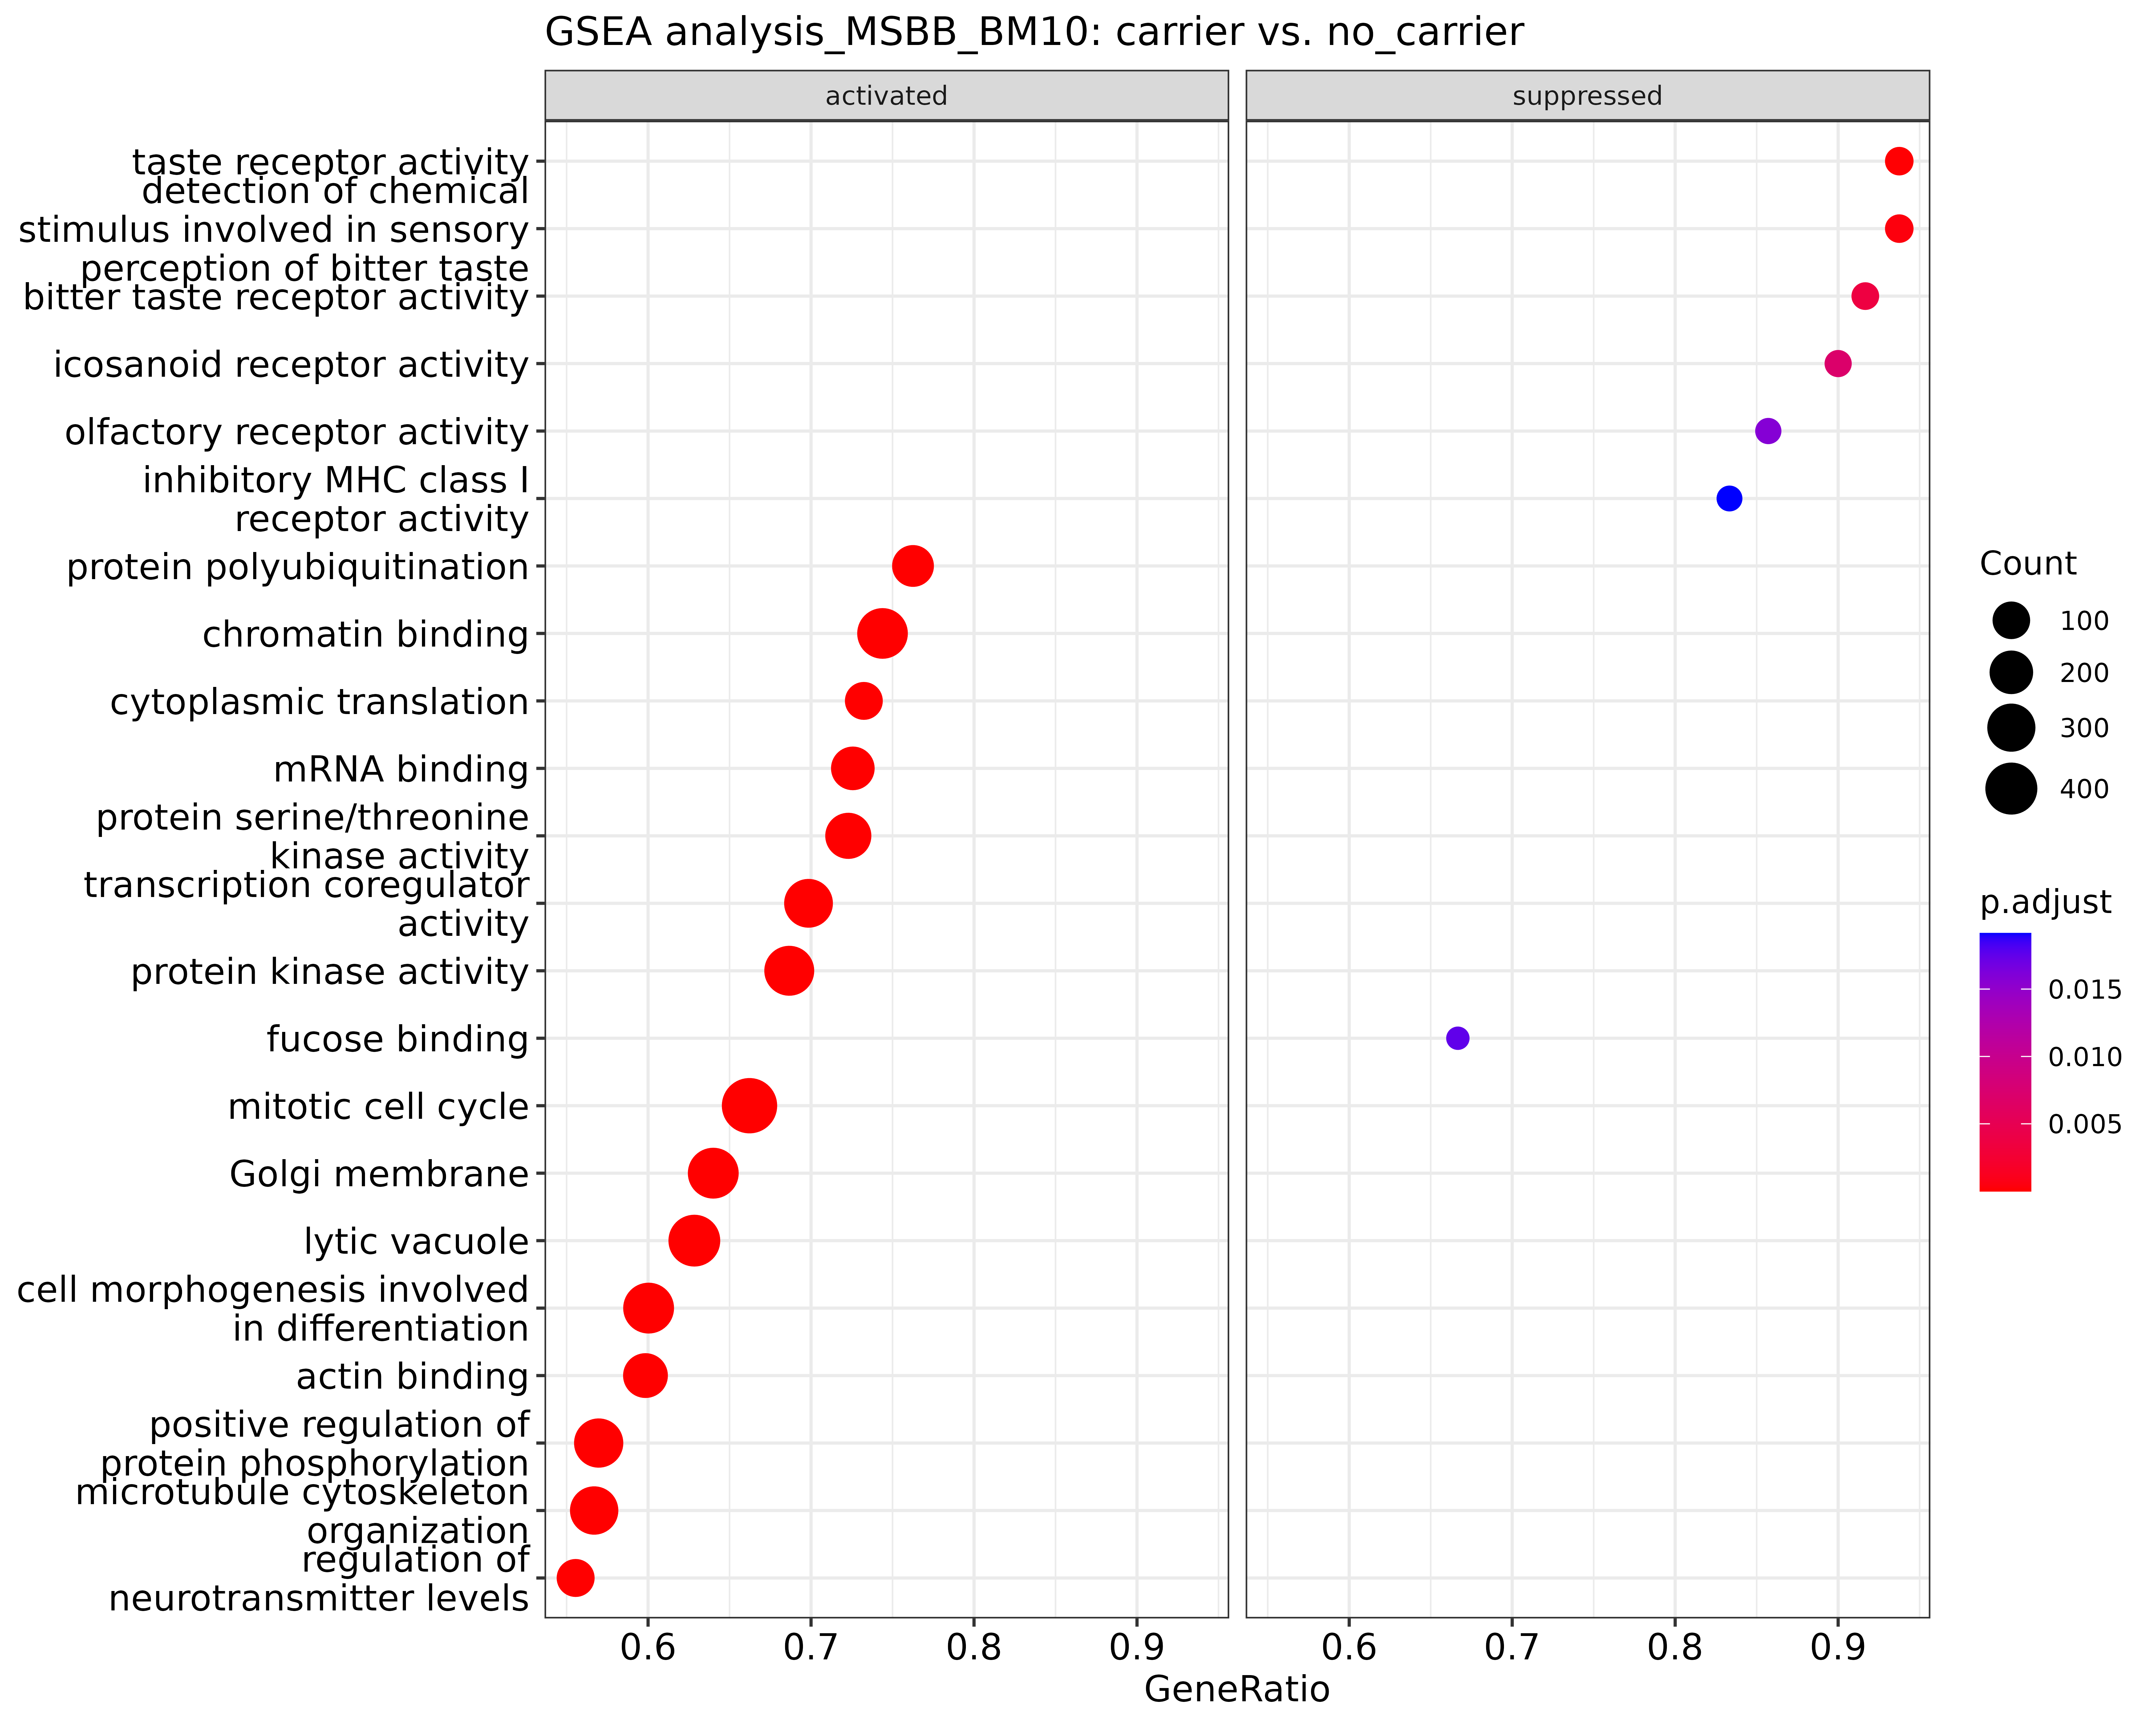 GSEA analysis_MSBB_BM10: carrier vs. no_carrier
activated
suppressed
taste receptor activity
detection of chemical
stimulus involved in sensory
perception of bitter taste
bitter taste receptor activity
icosanoid receptor activity
olfactory receptor activity
inhibitory MHC class I
receptor activity
protein polyubiquitination
chromatin binding
cytoplasmic translation
mRNA binding
protein serine/threonine
kinase activity
transcription coregulator
activity
protein kinase activity
fucose binding
mitotic cell cycle
Golgi membrane
lytic vacuole
cell morphogenesis involved
in differentiation
actin binding
positive regulation of
protein phosphorylation
microtubule cytoskeleton
organization
regulation of
neurotransmitter levels
0.6 0.7 0.8 0.9
0.6 0.7 0.8 0.9
GeneRatio
Count
100
200
300
400
p.adjust
0.015
0.010
0.005